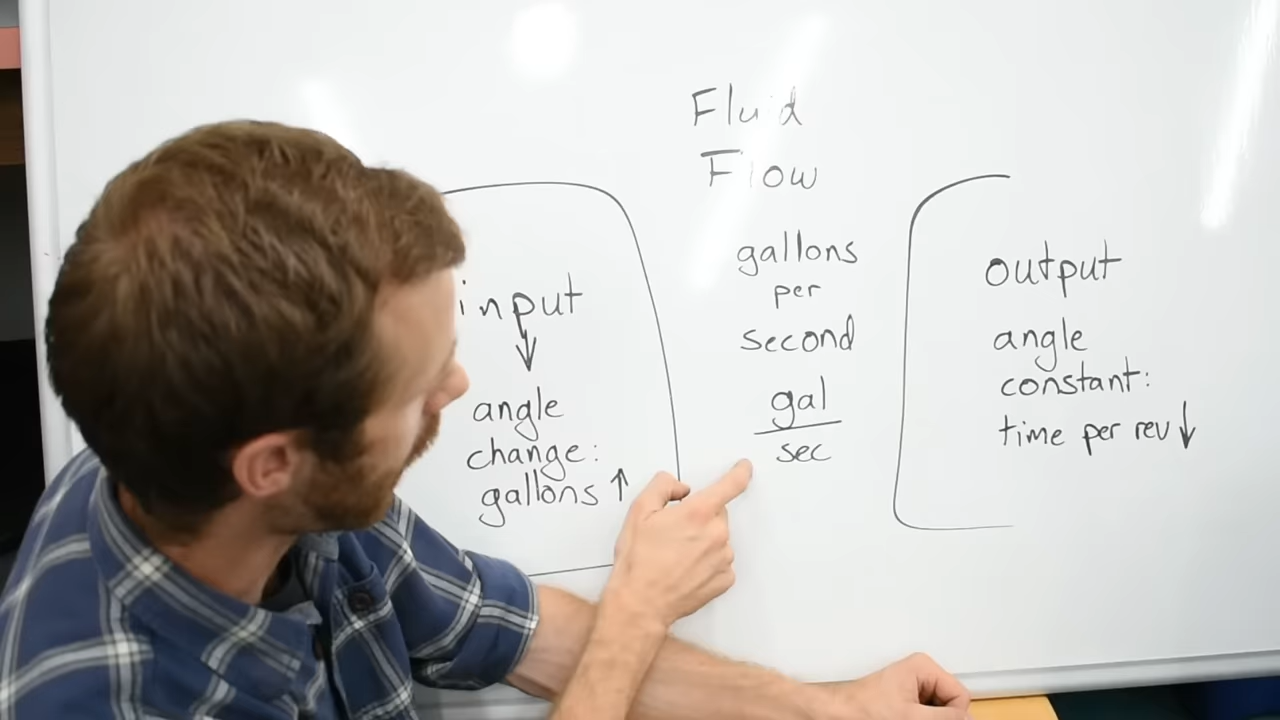 Fluid
Flow
input
angle
change:
gallons ↑
gallons
per
second
gal
sec
output
angle
constant:
time per rev ↓